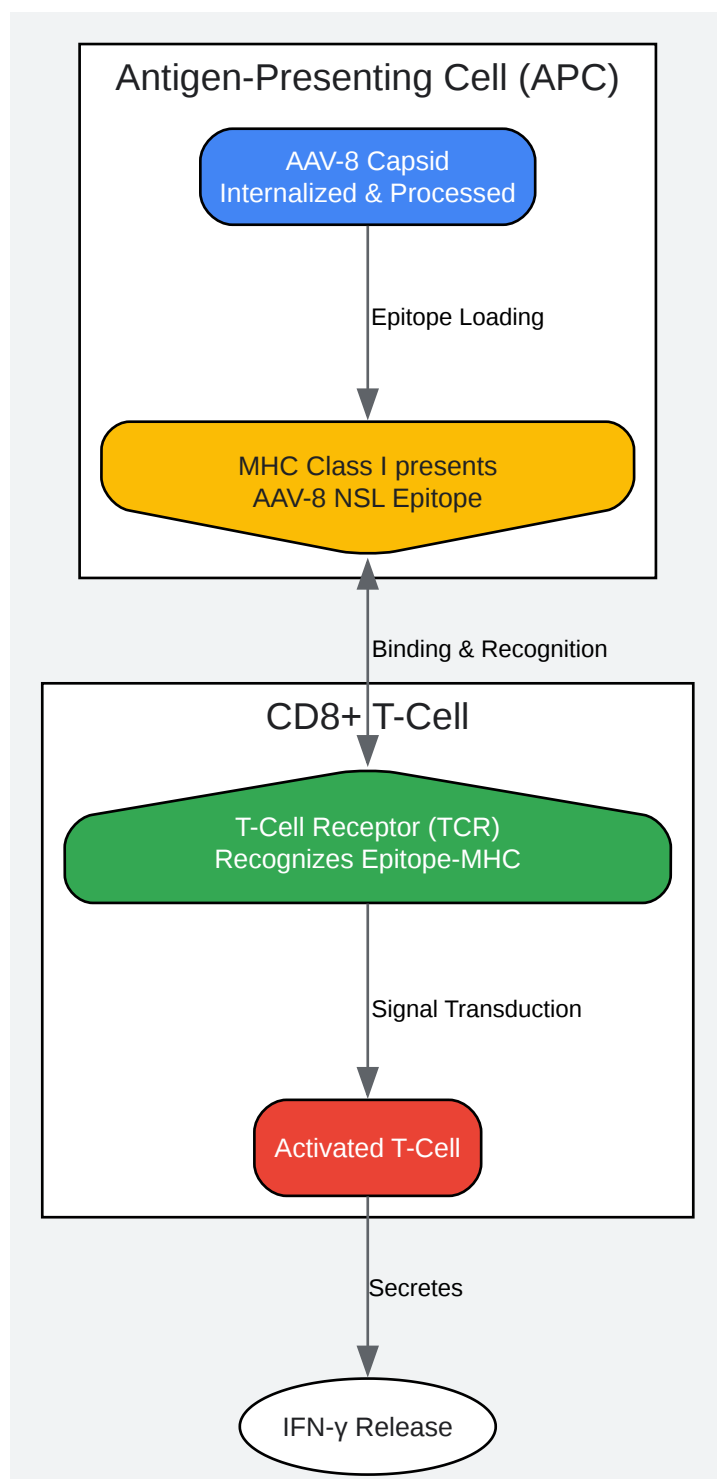 Antigen-Presenting Cell (APC)
AAV-8 Capsid
Internalized & Processed
Epitope Loading
MHC Class I presents
AAV-8 NSL Epitope
Binding & Recognition
CD8+ T-Cell
T-Cell Receptor (TCR)
Recognizes Epitope-MHC
Signal Transduction
Activated T-Cell
Secretes
IFN-γ Release